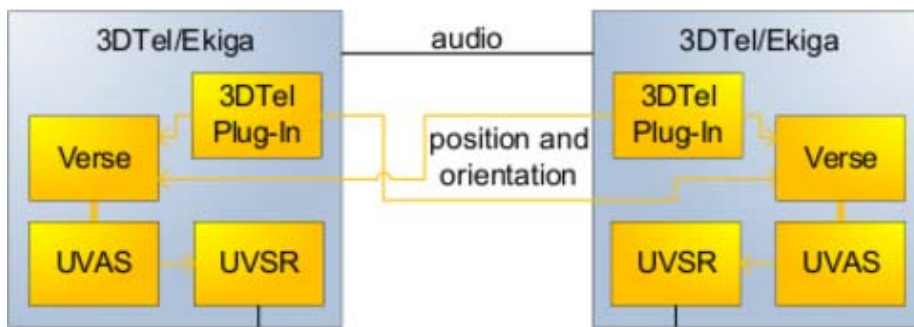 3DTel/Ekiga
audio
3DTel/Ekiga
3DTel
Plug-In
Verse
position and
orientation
3DTel
Plug-In
Verse
UVAS
UVSR
UVSR
UVAS